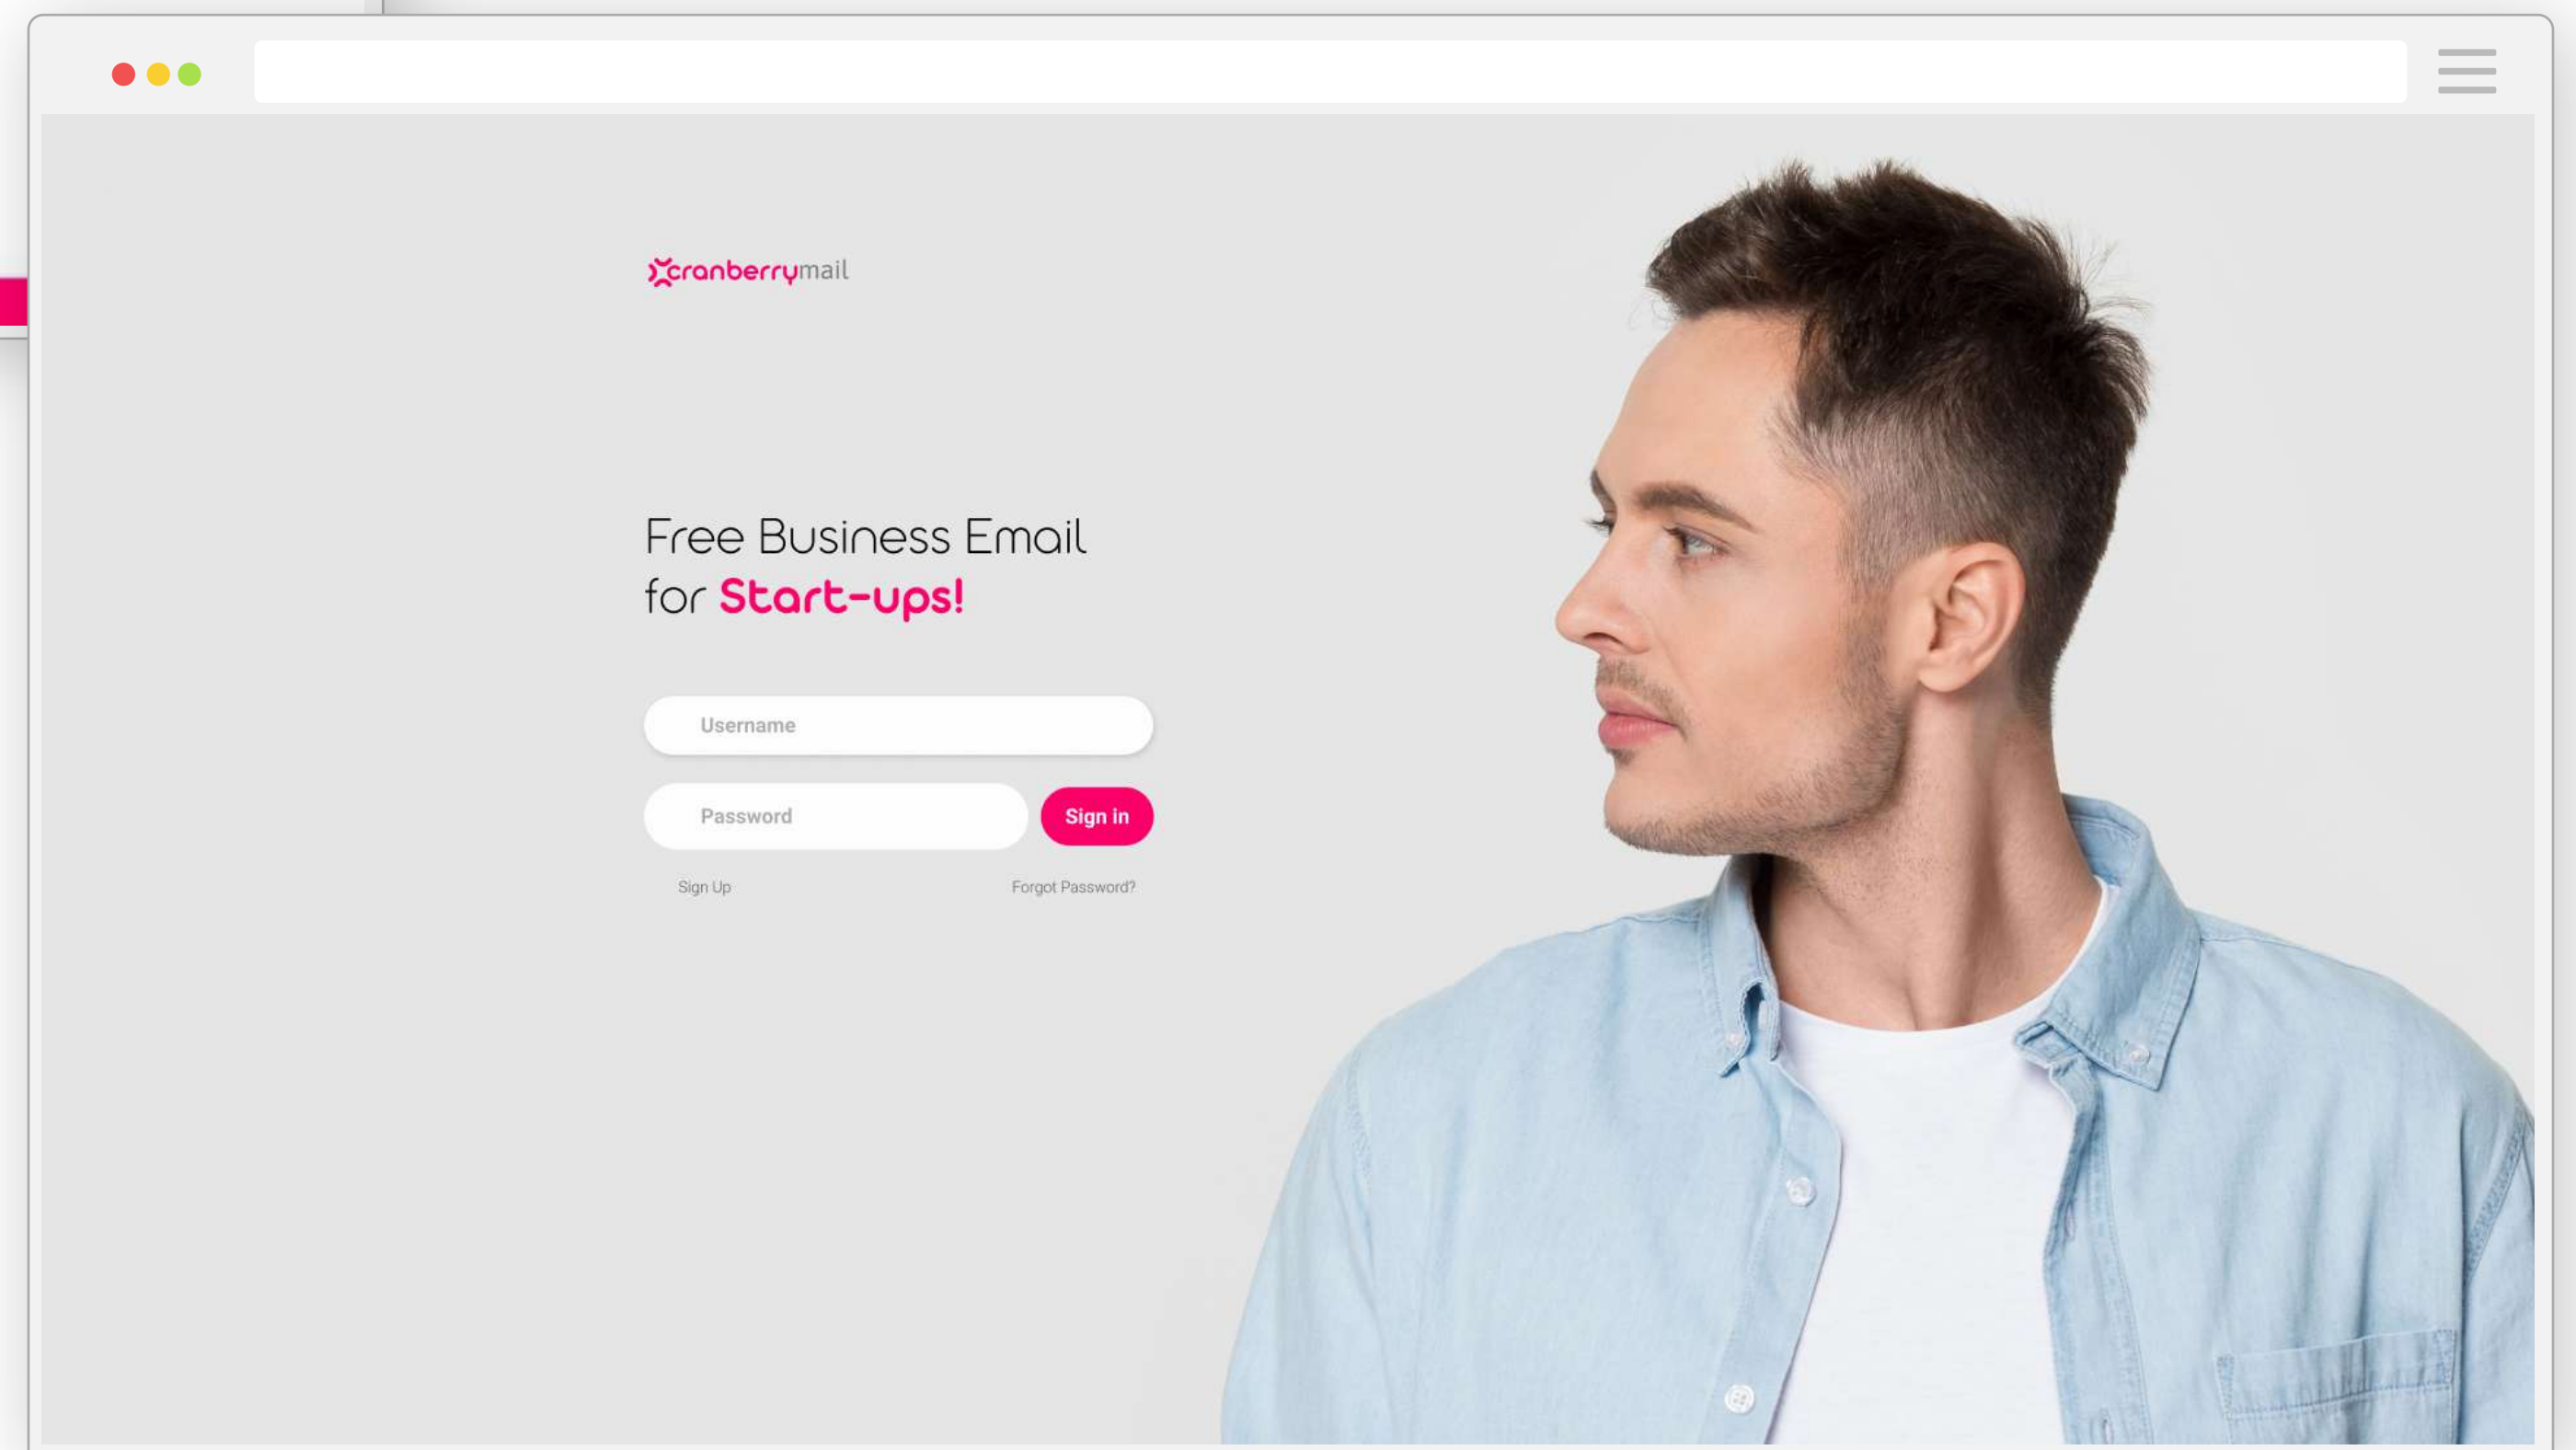 cranberrymail
Free Business Email
for Start-ups!
Username
Password
Sign in
Sign Up
Forgot Password?